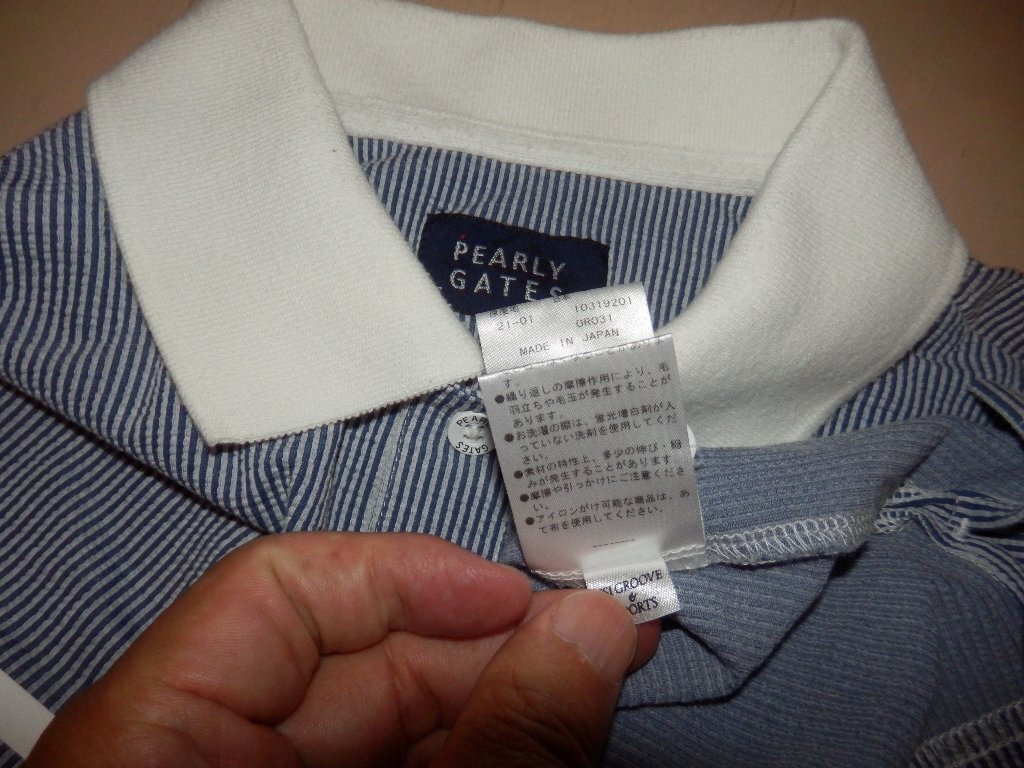 PEARLY
GATES
10319201
21-01 OR031
MADE IN JAPAN
す。
●繰り返しの摩擦作用により、毛
羽立ちや毛玉が発生することが
あります。
●お洗濯の際は、蛍光増白剤が入
っていない洗剤を使用してくだ
さい。
●素材の特性上、多少の伸び・縮
みが発生することがあります。
●摩擦や引っかけにご注意くださ
い。
●アイロンがけ可能な商品は、あ
て布を使用してください。
PEARLY
GATES
SI GROOVE
&
ORTS